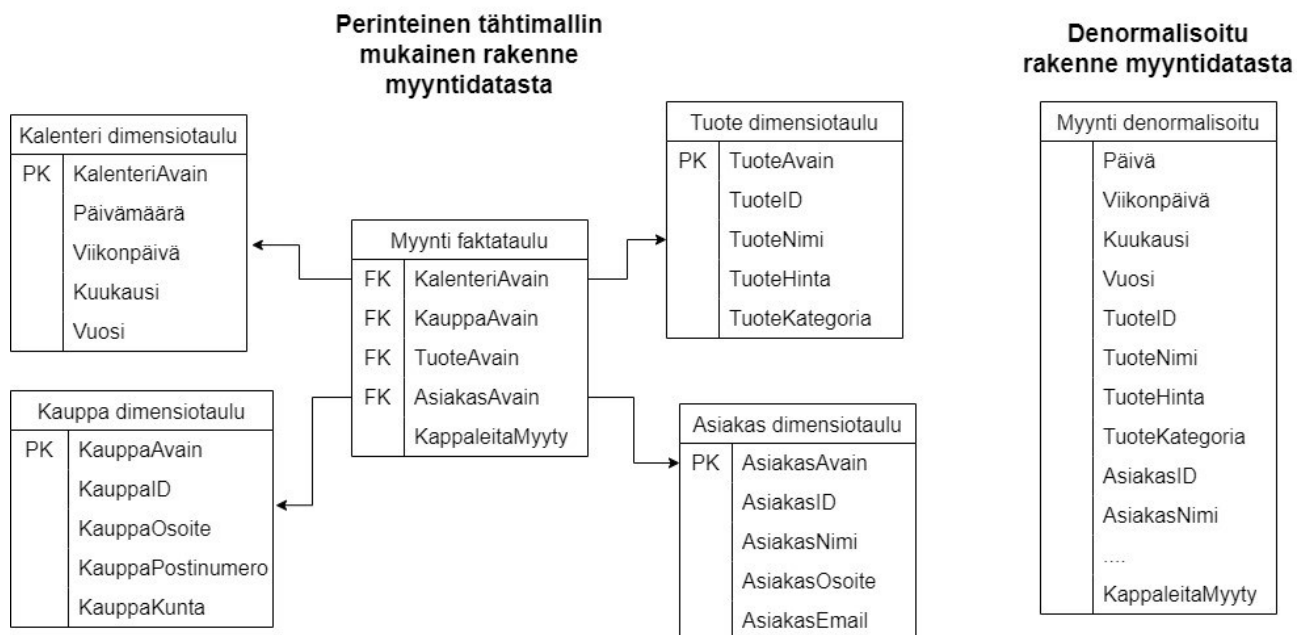 Perinteinen tähtimallin
mukainen rakenne
myyntidatasta
Denormalisoitu
rakenne myyntidatasta
Kalenteri dimensiotaulu
PK KalenteriAvain
Päivämäärä
Viikonpäivä
Kuukausi
Vuosi
Kauppa dimensiotaulu
PK KauppaAvain
KauppaID
KauppaOsoite
KauppaPostinumero
KauppaKunta
Myynti faktataulu
FK KalenteriAvain
FK KauppaAvain
FK TuoteAvain
FK AsiakasAvain
KappaleitaMyyty
Tuote dimensiotaulu
PK TuoteAvain
TuoteID
TuoteNimi
TuoteHinta
TuoteKategoria
Asiakas dimensiotaulu
PK AsiakasAvain
AsiakasID
AsiakasNimi
AsiakasOsoite
AsiakasEmail
Myynti denormalisoitu
Päivä
Viikonpäivä
Kuukausi
Vuosi
TuoteID
TuoteNimi
TuoteHinta
TuoteKategoria
AsiakasID
AsiakasNimi
....
KappaleitaMyyty